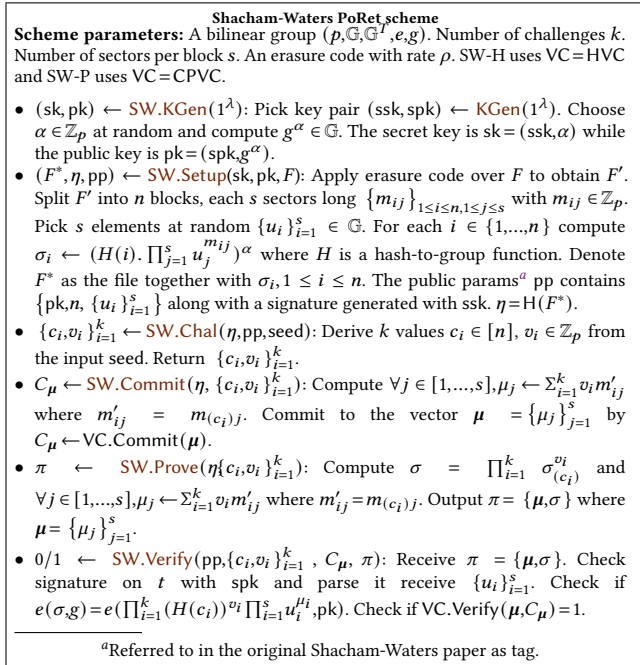 Shacham-Waters PoRet scheme
Scheme parameters: A bilinear group (p,𝔾,𝔾^T,e,g). Number of challenges k.
Number of sectors per block s. An erasure code with rate ρ. SW-H uses VC=HVC
and SW-P uses VC=CPVC.
• (sk,pk) ← SW.KGen(1^λ): Pick key pair (ssk,spk) ← KGen(1^λ). Choose
α∈ℤ_p at random and compute g^α ∈ 𝔾. The secret key is sk=(ssk,α) while
the public key is pk=(spk,g^α).
• (F^*,η,pp) ← SW.Setup(sk,pk,F): Apply erasure code over F to obtain F′.
Split F′ into n blocks, each s sectors long {m_{ij}}_{1≤i≤n,1≤j≤s} with m_{ij}∈ℤ_p.
Pick s elements at random {u_i}_{i=1}^s ∈ 𝔾. For each i ∈ {1,...,n} compute
σ_i ← (H(i). ∏_{j=1}^s u_j^{m_{ij}})^α where H is a hash-to-group function. Denote
F^* as the file together with σ_i,1 ≤ i ≤ n. The public params^a pp contains
{pk,n, {u_i}_{i=1}^s} along with a signature generated with ssk. η=H(F^*).
• {c_i,v_i}_{i=1}^k ← SW.Chal(η,pp,seed): Derive k values c_i ∈ [n], v_i ∈ ℤ_p from
the input seed. Return {c_i,v_i}_{i=1}^k.
• C_μ ← SW.Commit(η, {c_i,v_i}_{i=1}^k): Compute ∀j ∈ [1,...,s],μ_j ← Σ_{i=1}^k v_i m′_{ij}
where m′_{ij} = m_{(c_i)j}. Commit to the vector μ = {μ_j}_{j=1}^s by
C_μ ← VC.Commit(μ).
• π ← SW.Prove(η{c_i,v_i}_{i=1}^k): Compute σ = ∏_{i=1}^k σ_{(c_i)}^{v_i} and
∀j∈[1,...,s],μ_j ← Σ_{i=1}^k v_i m′_{ij} where m′_{ij}=m_{(c_i)j}. Output π= {μ,σ} where
μ= {μ_j}_{j=1}^s.
• 0/1 ← SW.Verify(pp,{c_i,v_i}_{i=1}^k , C_μ, π): Receive π = {μ,σ}. Check
signature on t with spk and parse it receive {u_i}_{i=1}^s. Check if
e(σ,g)=e(∏_{i=1}^k (H(c_i))^{v_i} ∏_{i=1}^s u_i^{μ_i},pk). Check if VC.Verify(μ,C_μ)=1.
^aReferred to in the original Shacham-Waters paper as tag.